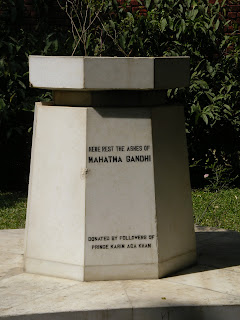 HERE REST THE ASHES OF
MAHATMA GANDHI
DONATED BY FOLLOWERS OF
PRINCE KARIM AGA KHAN